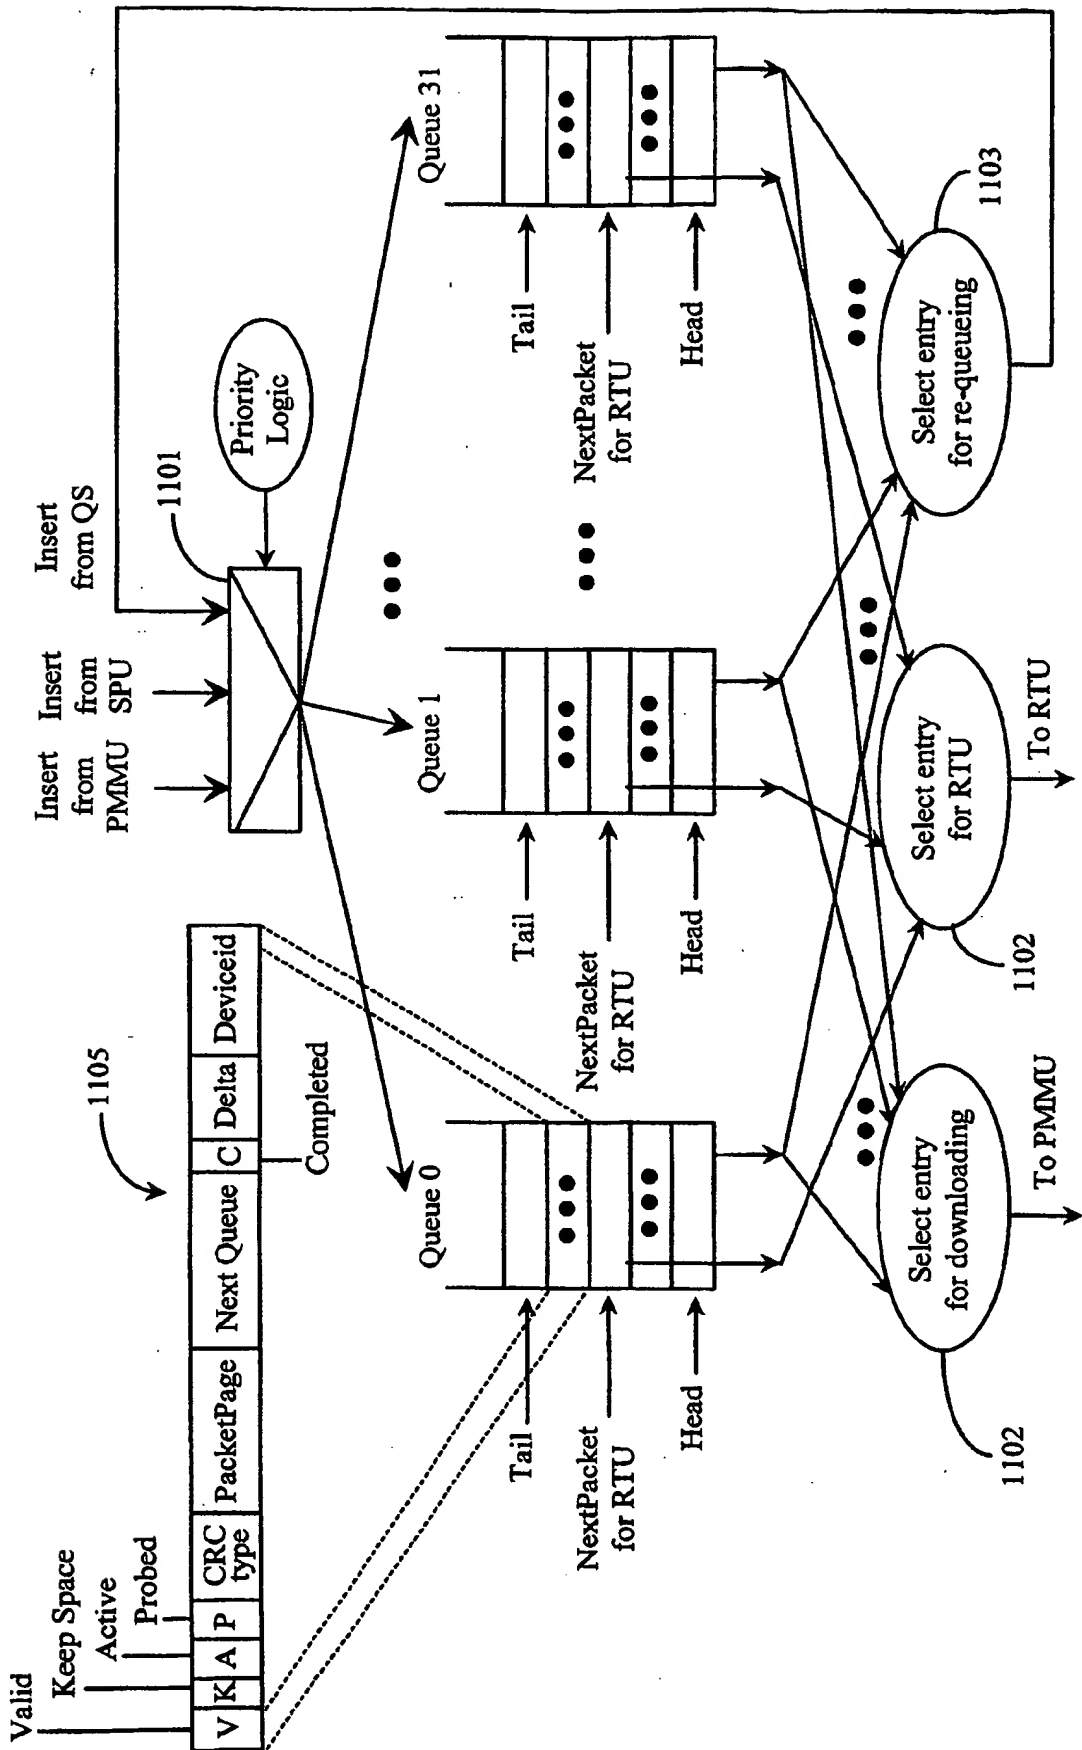 Valid
Keep Space
Active
Probed
V
K
A
P
CRC
type
PacketPage
Next Queue
C
Delta
Deviceid
Completed
1105
Insert
from
PMMU
Insert
from
SPU
Insert
from QS
1101
Priority
Logic
Queue 0
Queue 1
Queue 31
Tail
NextPacket
for RTU
Head
Tail
NextPacket
for RTU
Head
Tail
NextPacket
for RTU
Head
Select entry
for downloading
1102
To PMMU
Select entry
for RTU
1102
To RTU
Select entry
for re-queueing
1103